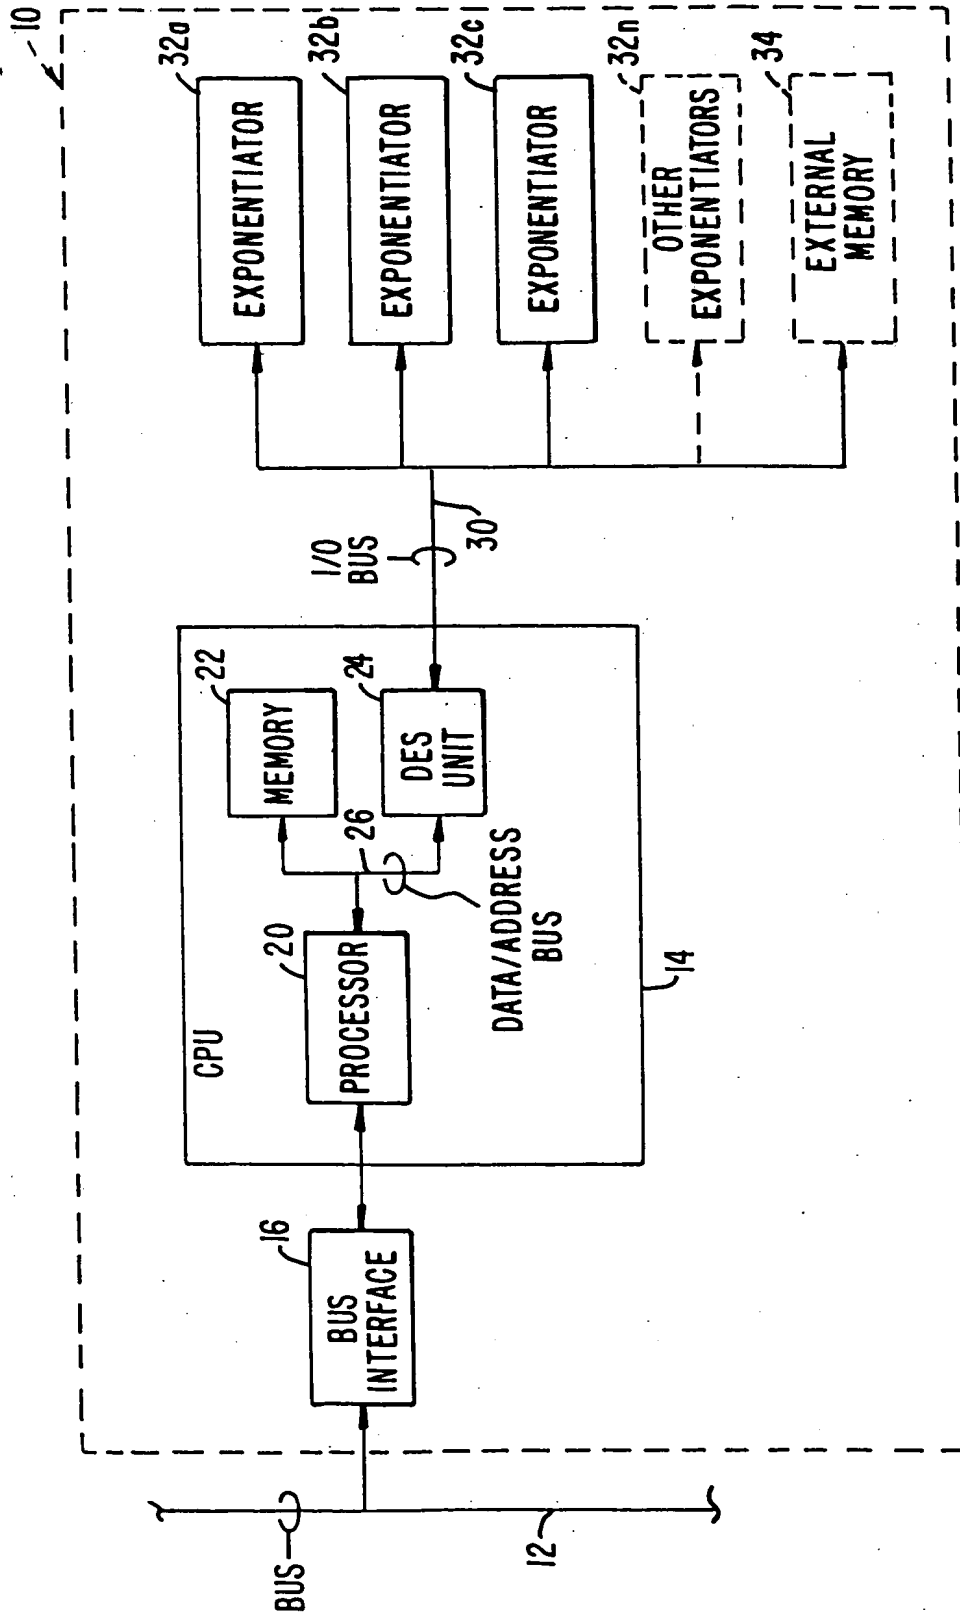 10
BUS
12
BUS
INTERFACE
16
CPU
14
PROCESSOR
20
MEMORY
22
DES
UNIT
24
26
DATA/ADDRESS
BUS
I/O
BUS
30
EXPONENTIATOR
32a
EXPONENTIATOR
32b
EXPONENTIATOR
32c
OTHER
EXPONENTIATORS
32n
EXTERNAL
MEMORY
34